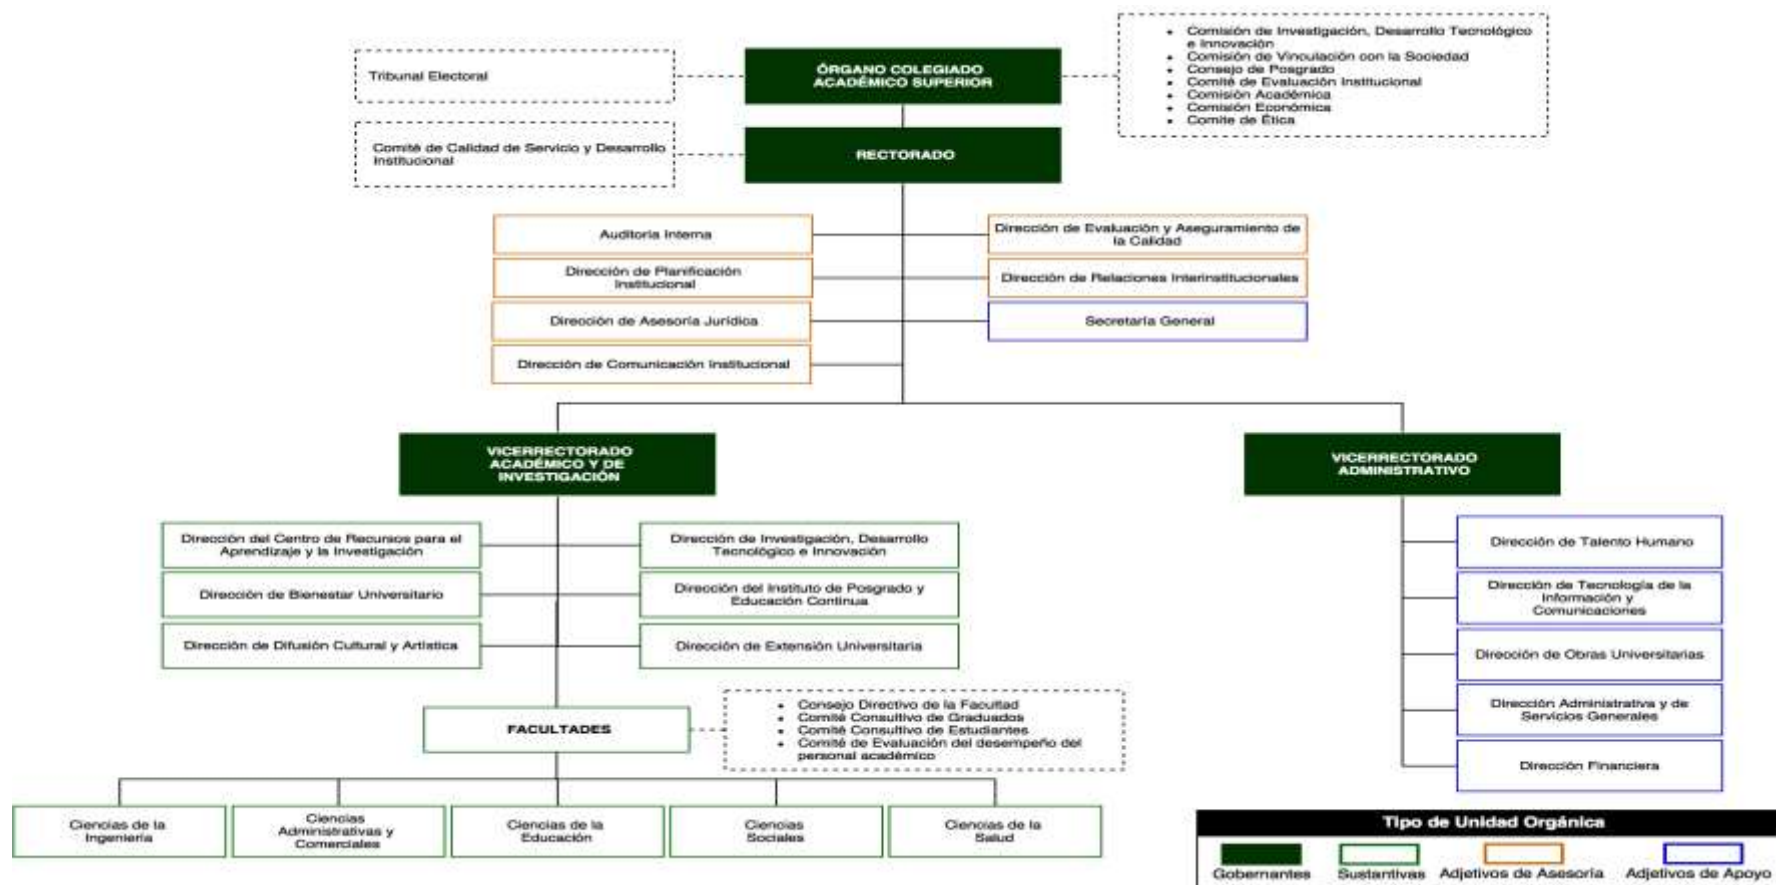 Tribunal Electoral
ÓRGANO COLEGIADO
ACADÉMICO SUPERIOR
• Comisión de Investigación, Desarrollo Tecnológico
e Innovación
• Comisión de Vinculación con la Sociedad
• Consejo de Posgrado
• Comité de Evaluación Institucional
• Comisión Académica
• Comisión Económica
• Comite de Ética
Comité de Calidad de Servicio y Desarrollo
Institucional
RECTORADO
Auditoría Interna
Dirección de Evaluación y Aseguramiento de
la Calidad
Dirección de Planificación
Institucional
Dirección de Relaciones Interinstitucionales
Dirección de Asesoría Jurídica
Secretaría General
Dirección de Comunicación Institucional
VICERRECTORADO
ACADÉMICO Y DE
INVESTIGACIÓN
VICERRECTORADO
ADMINISTRATIVO
Dirección del Centro de Recursos para el
Aprendizaje y la Investigación
Dirección de Investigación, Desarrollo
Tecnológico e Innovación
Dirección de Bienestar Universitario
Dirección del Instituto de Posgrado y
Educación Continua
Dirección de Difusión Cultural y Artística
Dirección de Extensión Universitaria
Dirección de Talento Humano
Dirección de Tecnología de la
Información y
Comunicaciones
Dirección de Obras Universitarias
Dirección Administrativa y de
Servicios Generales
Dirección Financiera
FACULTADES
• Consejo Directivo de la Facultad
• Comité Consultivo de Graduados
• Comité Consultivo de Estudiantes
• Comité de Evaluación del desempeño del
personal académico
Ciencias de la
Ingeniería
Ciencias
Administrativas y
Comerciales
Ciencias de la
Educación
Ciencias
Sociales
Ciencias de la
Salud
Tipo de Unidad Orgánica
Gobernantes
Sustantivas
Adjetivos de Asesoría
Adjetivos de Apoyo